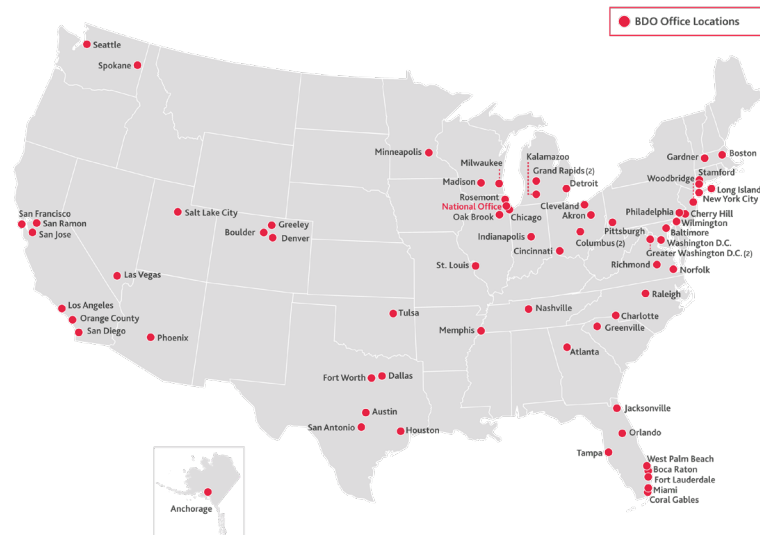 BDO Office Locations
Seattle
Spokane
Minneapolis
Milwaukee
Kalamazoo
Grand Rapids (2)
Detroit
Madison
Rosemont
National Office
Oak Brook
Chicago
Cleveland
Akron
Gardner
Boston
Stamford
Woodbridge
Long Island
New York City
Philadelphia
Cherry Hill
Wilmington
Pittsburgh
Baltimore
Washington D.C.
Greater Washington D.C. (2)
Columbus (2)
Indianapolis
Cincinnati
Richmond
Norfolk
San Francisco
San Ramon
San Jose
Salt Lake City
Greeley
Boulder
Denver
St. Louis
Las Vegas
Raleigh
Los Angeles
Orange County
San Diego
Phoenix
Tulsa
Nashville
Memphis
Charlotte
Greenville
Atlanta
Fort Worth
Dallas
Austin
San Antonio
Houston
Jacksonville
Orlando
Tampa
West Palm Beach
Boca Raton
Fort Lauderdale
Miami
Coral Gables
Anchorage